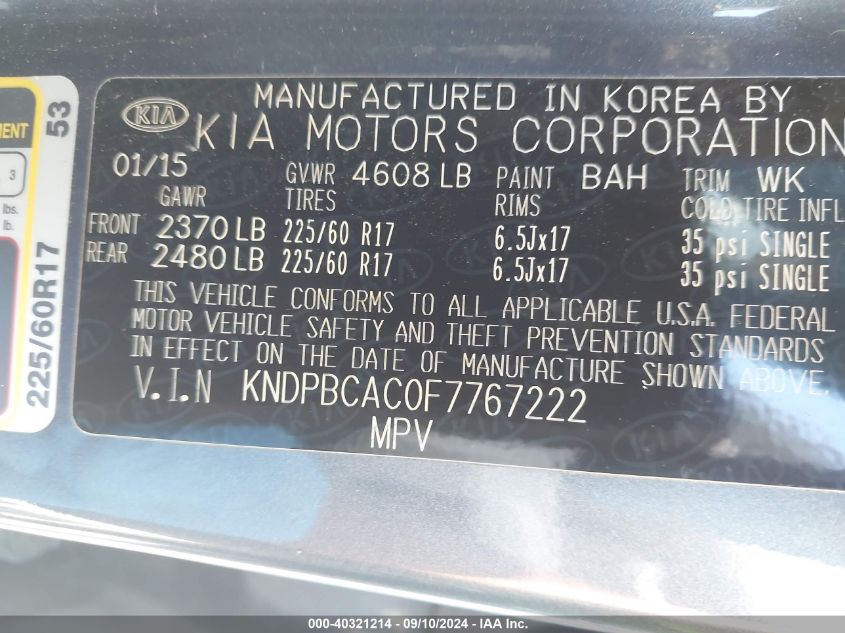 MANUFACTURED IN KOREA BY
KIA KIA MOTORS CORPORATION
01/15 GVWR 4608 LB PAINT BAH TRIM WK
GAWR TIRES RIMS COLD TIRE INFL
FRONT 2370 LB 225/60 R17 6.5Jx17 35 psi SINGLE
REAR 2480 LB 225/60 R17 6.5Jx17 35 psi SINGLE
THIS VEHICLE CONFORMS TO ALL APPLICABLE U.S.A. FEDERAL
MOTOR VEHICLE SAFETY AND THEFT PREVENTION STANDARDS
IN EFFECT ON THE DATE OF MANUFACTURE SHOWN ABOVE.
V.I.N KNDPBCAC0F7767222
MPV
53
3
lbs.
lb.
225/60R17
000-40321214 - 09/10/2024 - IAA Inc.